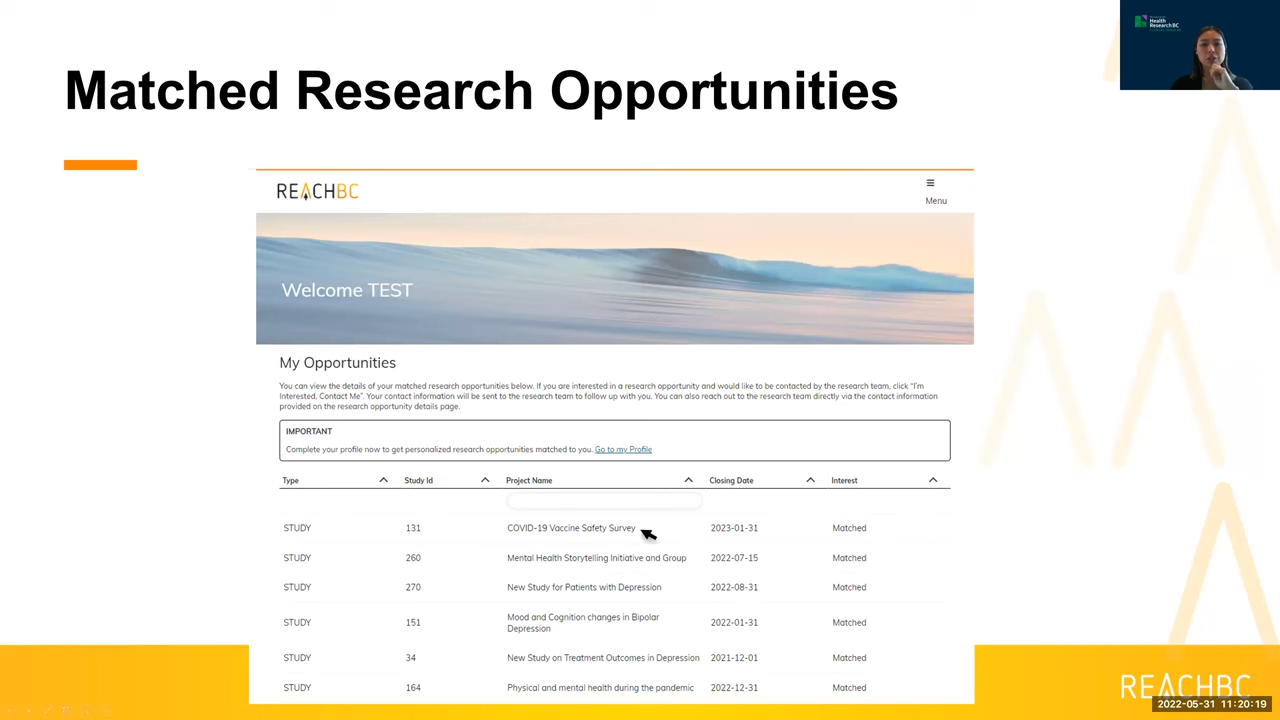 Health
Research BC
Matched Research Opportunities
REACHBC
Menu
Welcome TEST
My Opportunities
You can view the details of your matched research opportunities below. If you are interested in a research opportunity and would like to be contacted by the research team, click "I'm
Interested, Contact Me". Your contact information will be sent to the research team to follow up with you. You can also reach out to the research team directly via the contact information
provided on the research opportunity details page.
IMPORTANT
Complete your profile now to get personalized research opportunities matched to you. Go to my Profile
Type Study Id Project Name Closing Date Interest
STUDY 131 COVID-19 Vaccine Safety Survey 2023-01-31 Matched
STUDY 260 Mental Health Storytelling Initiative and Group 2022-07-15 Matched
STUDY 270 New Study for Patients with Depression 2022-08-31 Matched
STUDY 151 Mood and Cognition changes in Bipolar 2022-01-31 Matched
Depression
STUDY 34 New Study on Treatment Outcomes in Depression 2021-12-01 Matched
STUDY 164 Physical and mental health during the pandemic 2022-12-31 Matched
REACHBC
2022-05-31 11:20:19